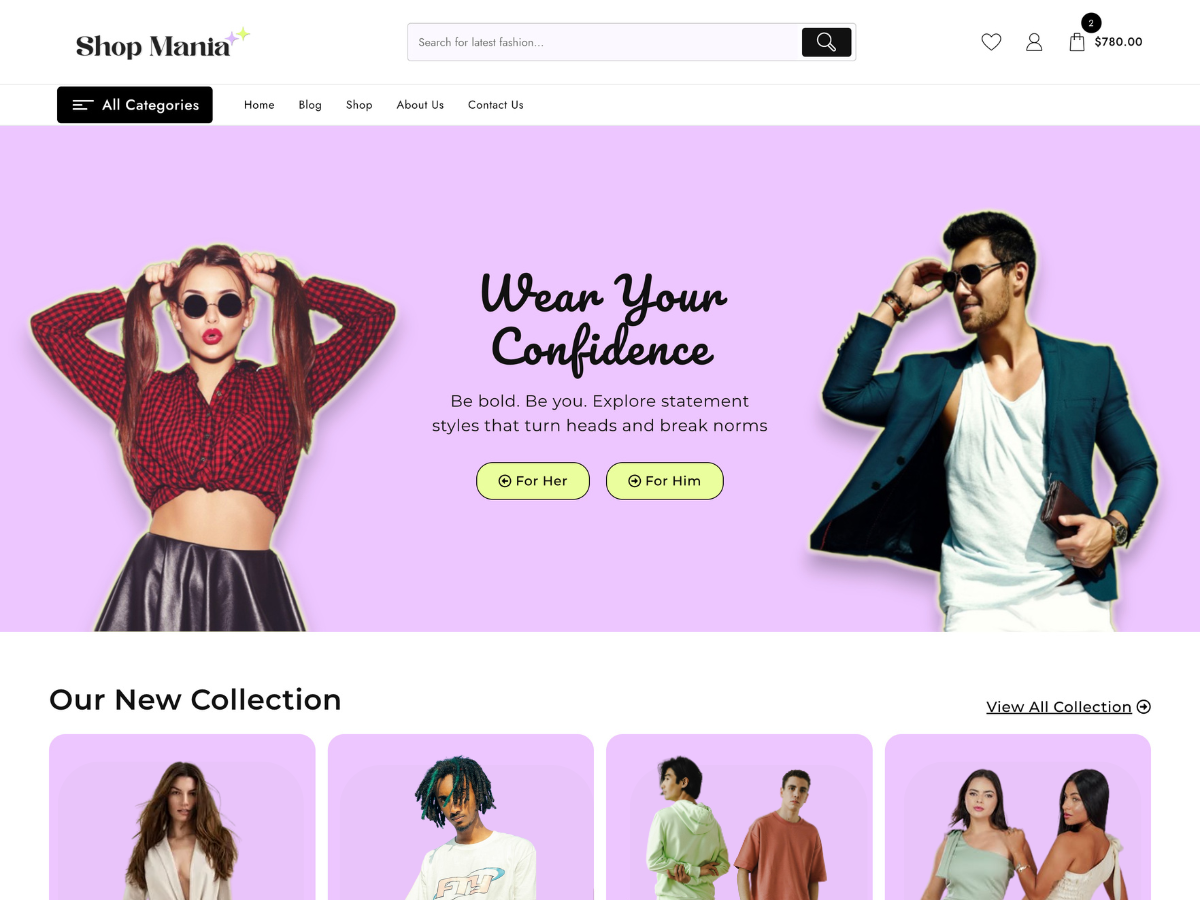 Shop Mania
Search for latest fashion...
2
$780.00
All Categories
Home
Blog
Shop
About Us
Contact Us
Wear Your
Confidence
Be bold. Be you. Explore statement
styles that turn heads and break norms
For Her
For Him
Our New Collection
View All Collection